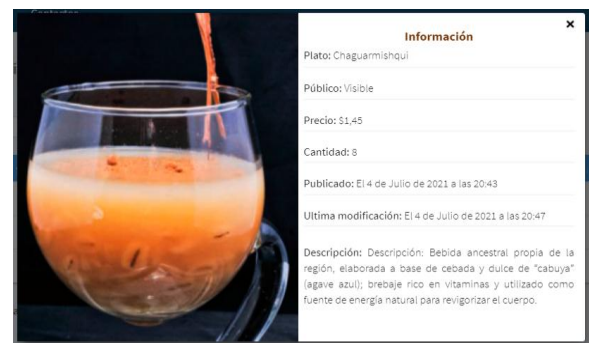 Información
Plato: Chaguarmishqui
Público: Visible
Precio: $1,45
Cantidad: 8
Publicado: El 4 de Julio de 2021 a las 20:43
Ultima modificación: El 4 de Julio de 2021 a las 20:47
Descripción: Descripción: Bebida ancestral propia de la
región, elaborada a base de cebada y dulce de "cabuya"
(agave azul); brebaje rico en vitaminas y utilizado como
fuente de energía natural para revigorizar el cuerpo.